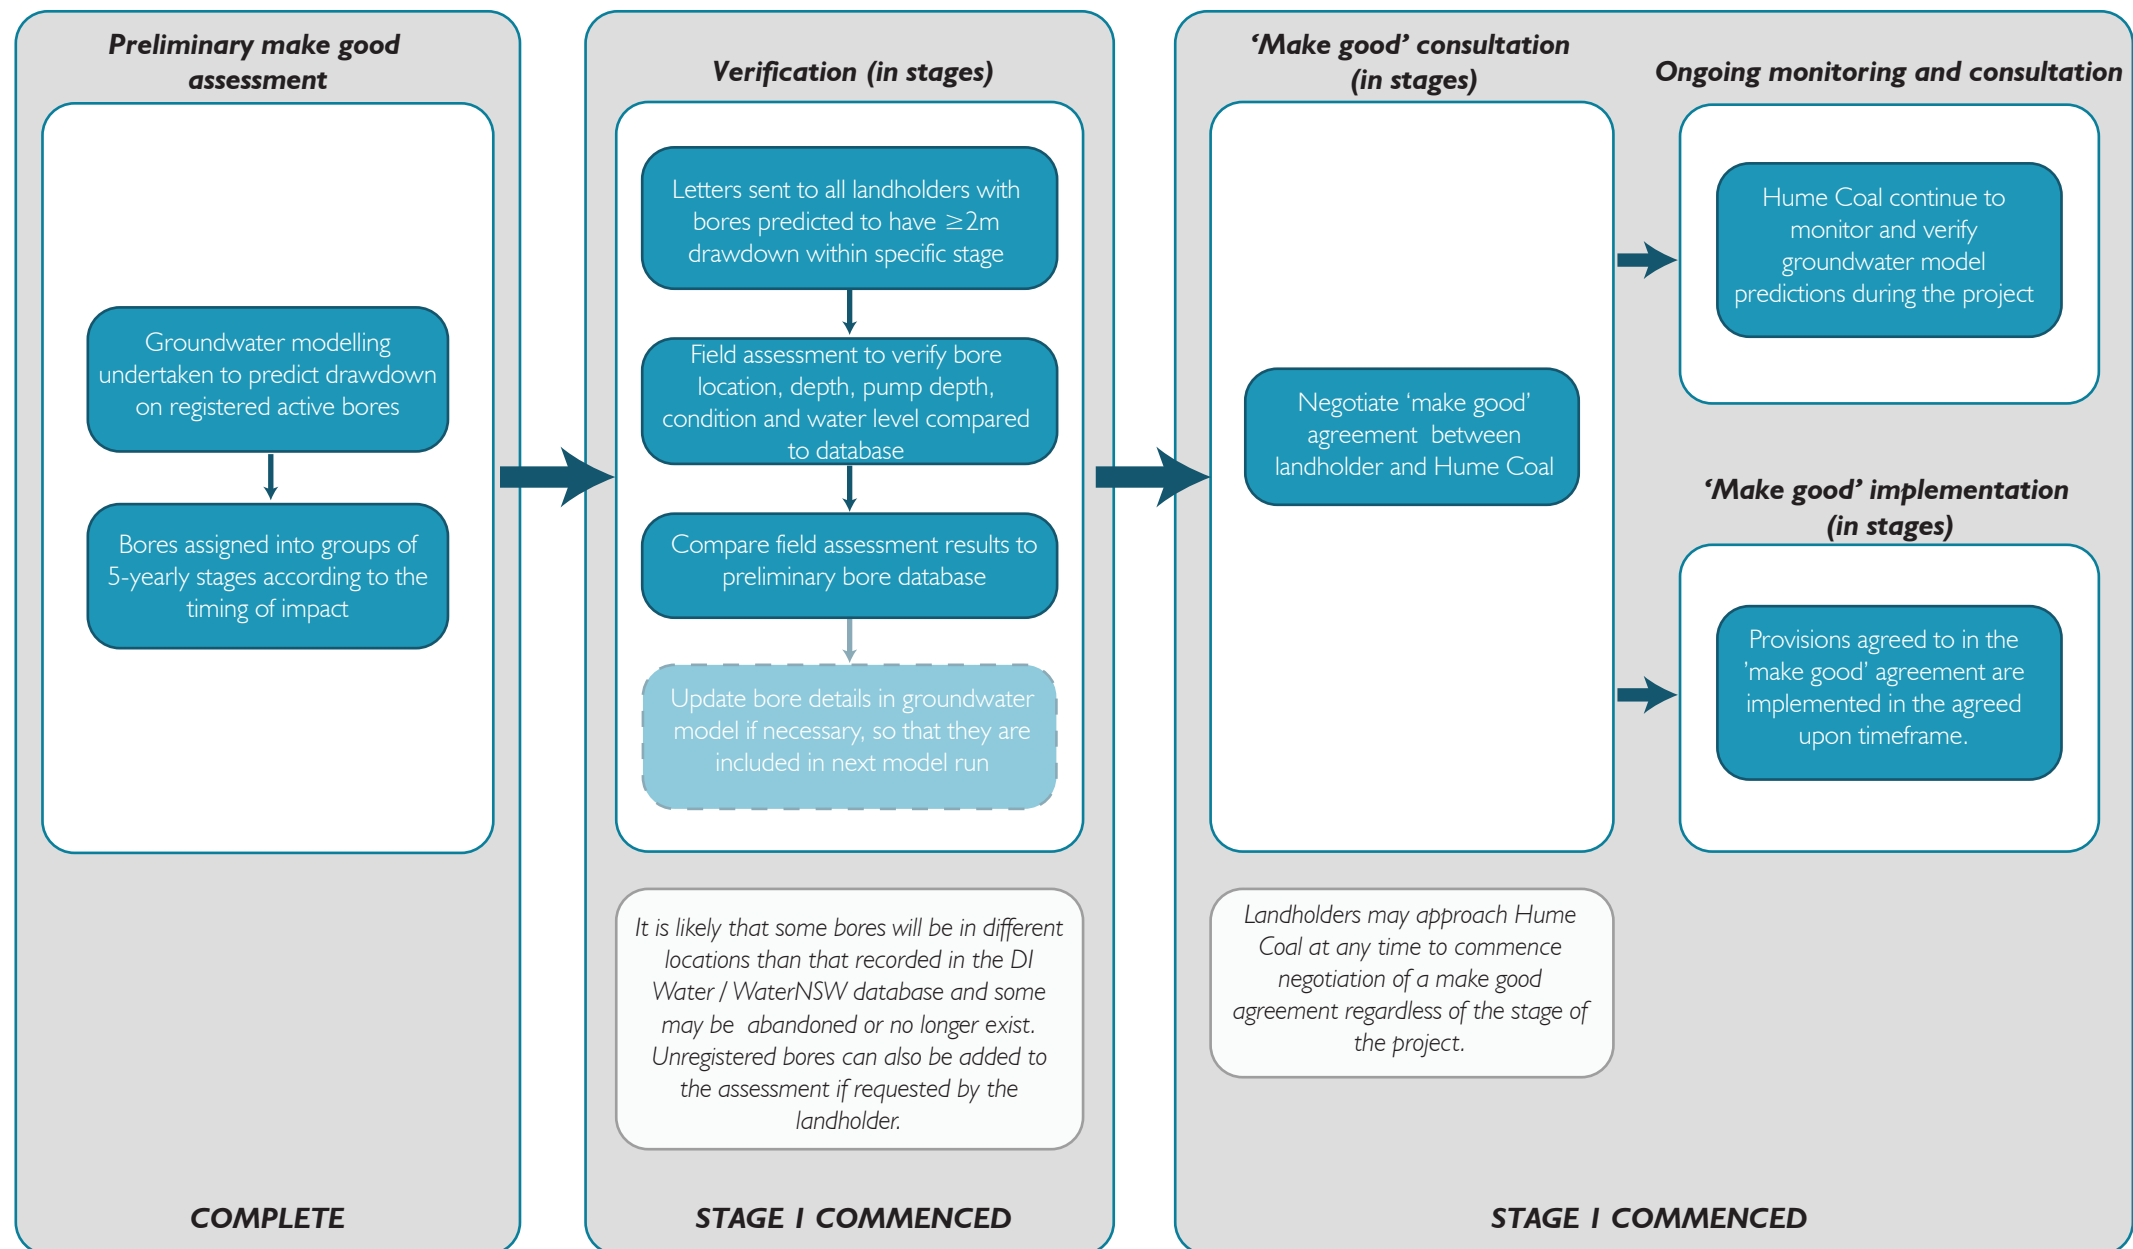 Preliminary make good
assessment
Groundwater modelling
undertaken to predict drawdown
on registered active bores
Bores assigned into groups of
5-yearly stages according to the
timing of impact
COMPLETE
Verification (in stages)
Letters sent to all landholders with
bores predicted to have ≥2m
drawdown within specific stage
Field assessment to verify bore
location, depth, pump depth,
condition and water level compared
to database
Compare field assessment results to
preliminary bore database
Update bore details in groundwater
model if necessary, so that they are
included in next model run
It is likely that some bores will be in different
locations than that recorded in the DI
Water / WaterNSW database and some
may be  abandoned or no longer exist.
Unregistered bores can also be added to
the assessment if requested by the
landholder.
STAGE 1 COMMENCED
‘Make good’ consultation
(in stages)
Negotiate ‘make good’
agreement  between
landholder and Hume Coal
Landholders may approach Hume
Coal at any time to commence
negotiation of a make good
agreement regardless of the stage of
the project.
Ongoing monitoring and consultation
Hume Coal continue to
monitor and verify
groundwater model
predictions during the project
‘Make good’ implementation
(in stages)
Provisions agreed to in the
’make good’ agreement are
implemented in the agreed
upon timeframe.
STAGE 1 COMMENCED